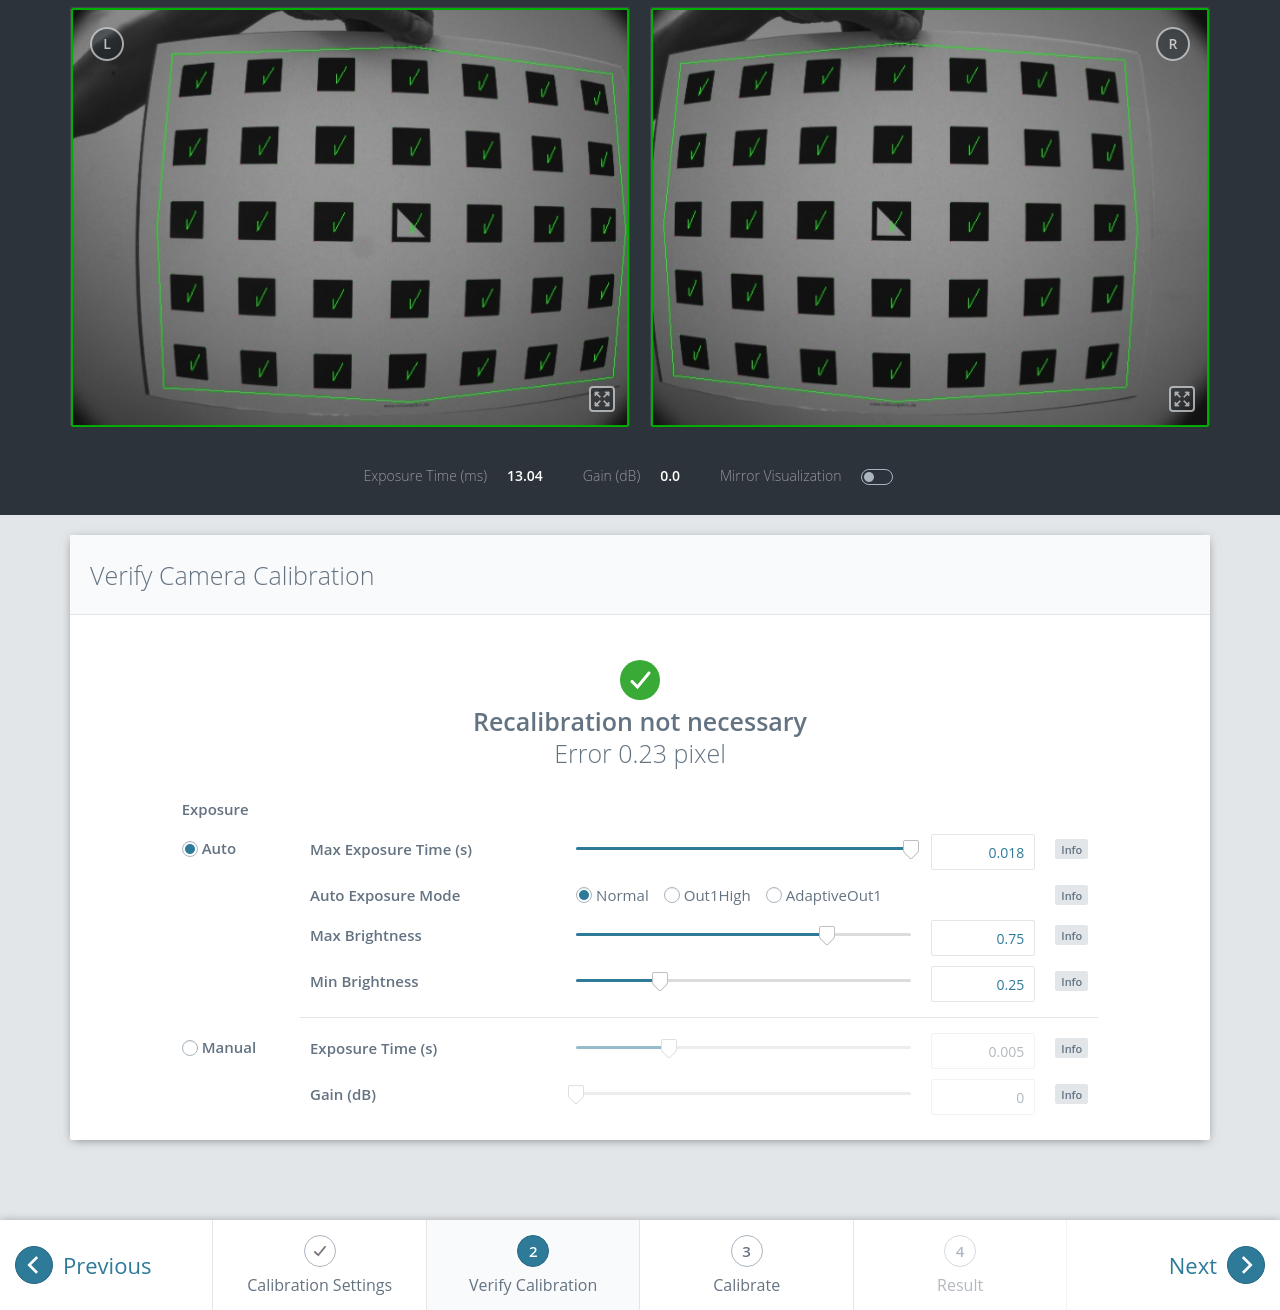 L
R
Exposure Time (ms) 13.04 Gain (dB) 0.0 Mirror Visualization
Verify Camera Calibration
Recalibration not necessary
Error 0.23 pixel
Exposure
Auto Max Exposure Time (s) 0.018 Info
Auto Exposure Mode Normal Out1High AdaptiveOut1 Info
Max Brightness 0.75 Info
Min Brightness 0.25 Info
Manual Exposure Time (s) 0.005 Info
Gain (dB) 0 Info
Previous
Calibration Settings
2
Verify Calibration
3
Calibrate
4
Result
Next